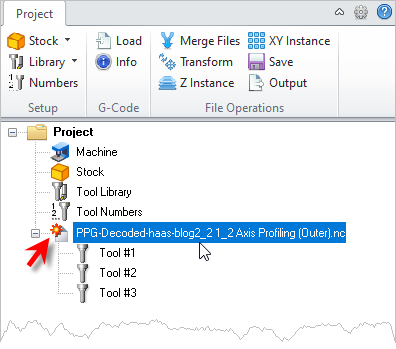 Project
Stock Load Merge Files XY Instance
Library Info Transform Save
Numbers Z Instance Output
Setup G-Code File Operations
Project
Machine
Stock
Tool Library
Tool Numbers
PPG-Decoded-haas-blog2_2 1_2 Axis Profiling (Outer).nc
Tool #1
Tool #2
Tool #3